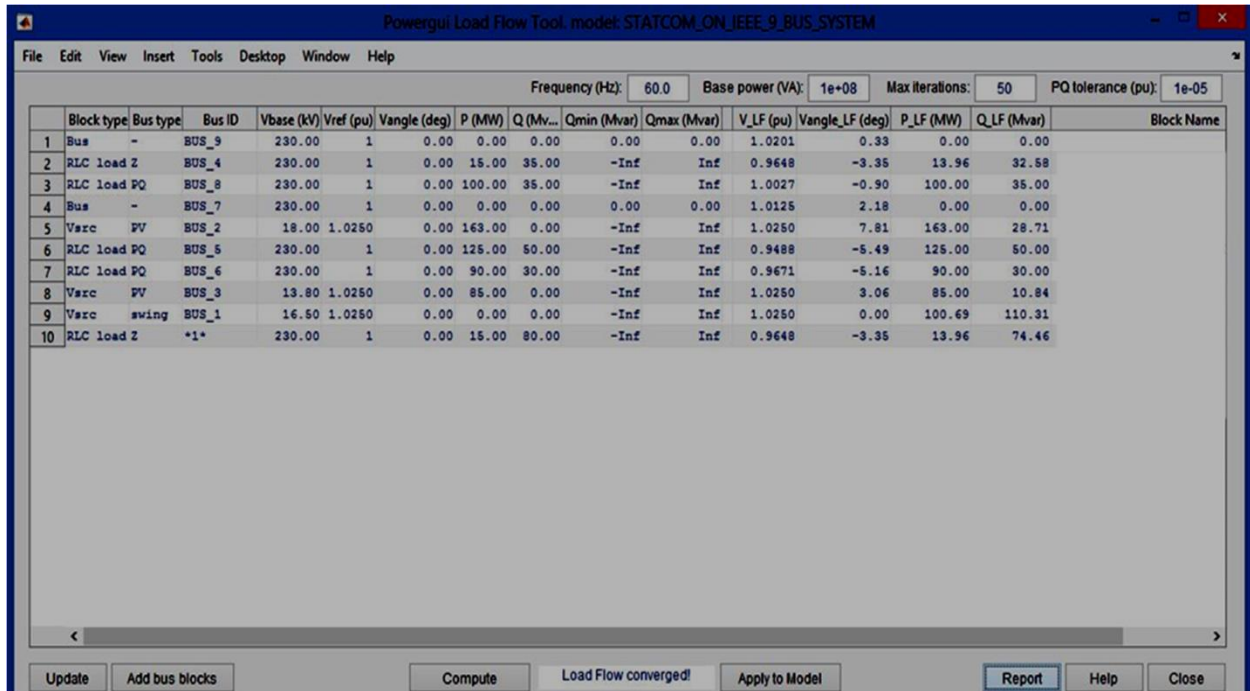 Powergui Load Flow Tool. model: STATCOM_ON_IEEE_9_BUS_SYSTEM
File Edit View Insert Tools Desktop Window Help
Frequency (Hz): 60.0 Base power (VA): 1e+08 Max iterations: 50 PQ tolerance (pu): 1e-05
Block type Bus type Bus ID Vbase (kV) Vref (pu) Vangle (deg) P (MW) Q (Mv... Qmin (Mvar) Qmax (Mvar) V_LF (pu) Vangle_LF (deg) P_LF (MW) Q_LF (Mvar) Block Name
1 Bus - BUS_9 230.00 1 0.00 0.00 0.00 0.00 0.00 1.0201 0.33 0.00 0.00
2 RLC load Z BUS_4 230.00 1 0.00 15.00 35.00 -Inf Inf 0.9648 -3.35 13.96 32.58
3 RLC load PQ BUS_8 230.00 1 0.00 100.00 35.00 -Inf Inf 1.0027 -0.90 100.00 35.00
4 Bus - BUS_7 230.00 1 0.00 0.00 0.00 0.00 0.00 1.0125 2.18 0.00 0.00
5 Vsrc PV BUS_2 18.00 1.0250 0.00 163.00 0.00 -Inf Inf 1.0250 7.81 163.00 28.71
6 RLC load PQ BUS_5 230.00 1 0.00 125.00 50.00 -Inf Inf 0.9488 -5.49 125.00 50.00
7 RLC load PQ BUS_6 230.00 1 0.00 90.00 30.00 -Inf Inf 0.9671 -5.16 90.00 30.00
8 Vsrc PV BUS_3 13.80 1.0250 0.00 85.00 0.00 -Inf Inf 1.0250 3.06 85.00 10.84
9 Vsrc swing BUS_1 16.50 1.0250 0.00 0.00 0.00 -Inf Inf 1.0250 0.00 100.69 110.31
10 RLC load Z *1* 230.00 1 0.00 15.00 80.00 -Inf Inf 0.9648 -3.35 13.96 74.46
Update Add bus blocks Compute Load Flow converged! Apply to Model Report Help Close